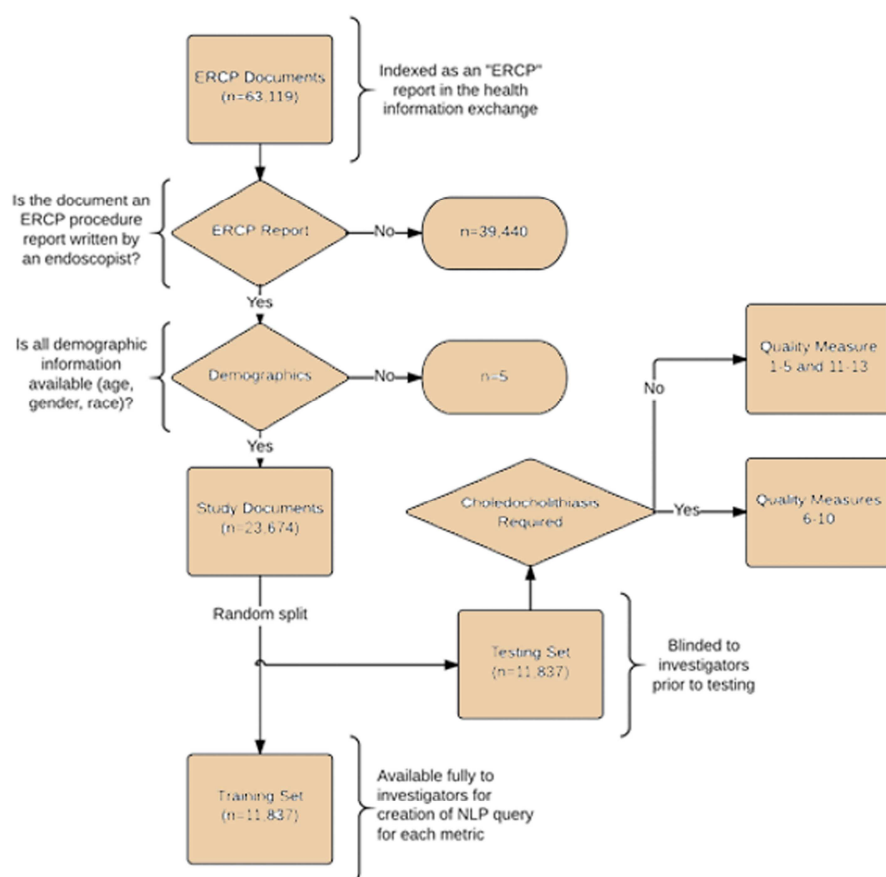 ERCP Documents
(n=63,119)
Indexed as an "ERCP"
report in the health
information exchange
Is the document an
ERCP procedure
report written by
an endoscopist?
ERCP Report
No
n=39,440
Yes
Is all demographic
information
available (age,
gender, race)?
Demographics
No
n=5
Yes
Study Documents
(n=23,674)
Choledocholithiasis
Required
No
Quality Measure
1-5 and 11-13
Yes
Quality Measures
6-10
Random split
Testing Set
(n=11,837)
Blinded to
investigators
prior to testing
Training Set
(n=11,837)
Available fully to
investigators for
creation of NLP query
for each metric